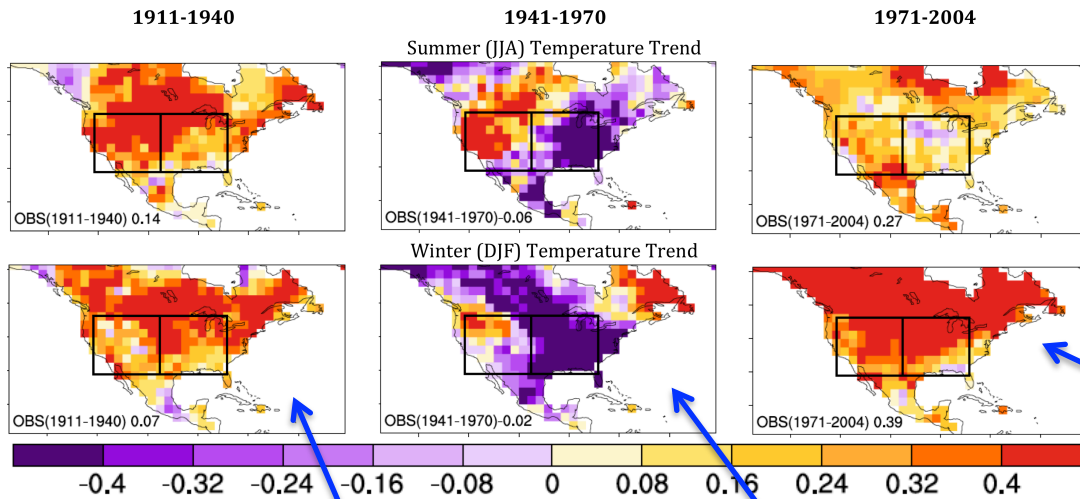 1911-1940 1941-1970 1971-2004
Summer (JJA) Temperature Trend
OBS(1911-1940) 0.14 OBS(1941-1970)-0.06 OBS(1971-2004) 0.27
Winter (DJF) Temperature Trend
OBS(1911-1940) 0.07 OBS(1941-1970)-0.02 OBS(1971-2004) 0.39
-0.4 -0.32 -0.24 -0.16 -0.08 0 0.08 0.16 0.24 0.32 0.4